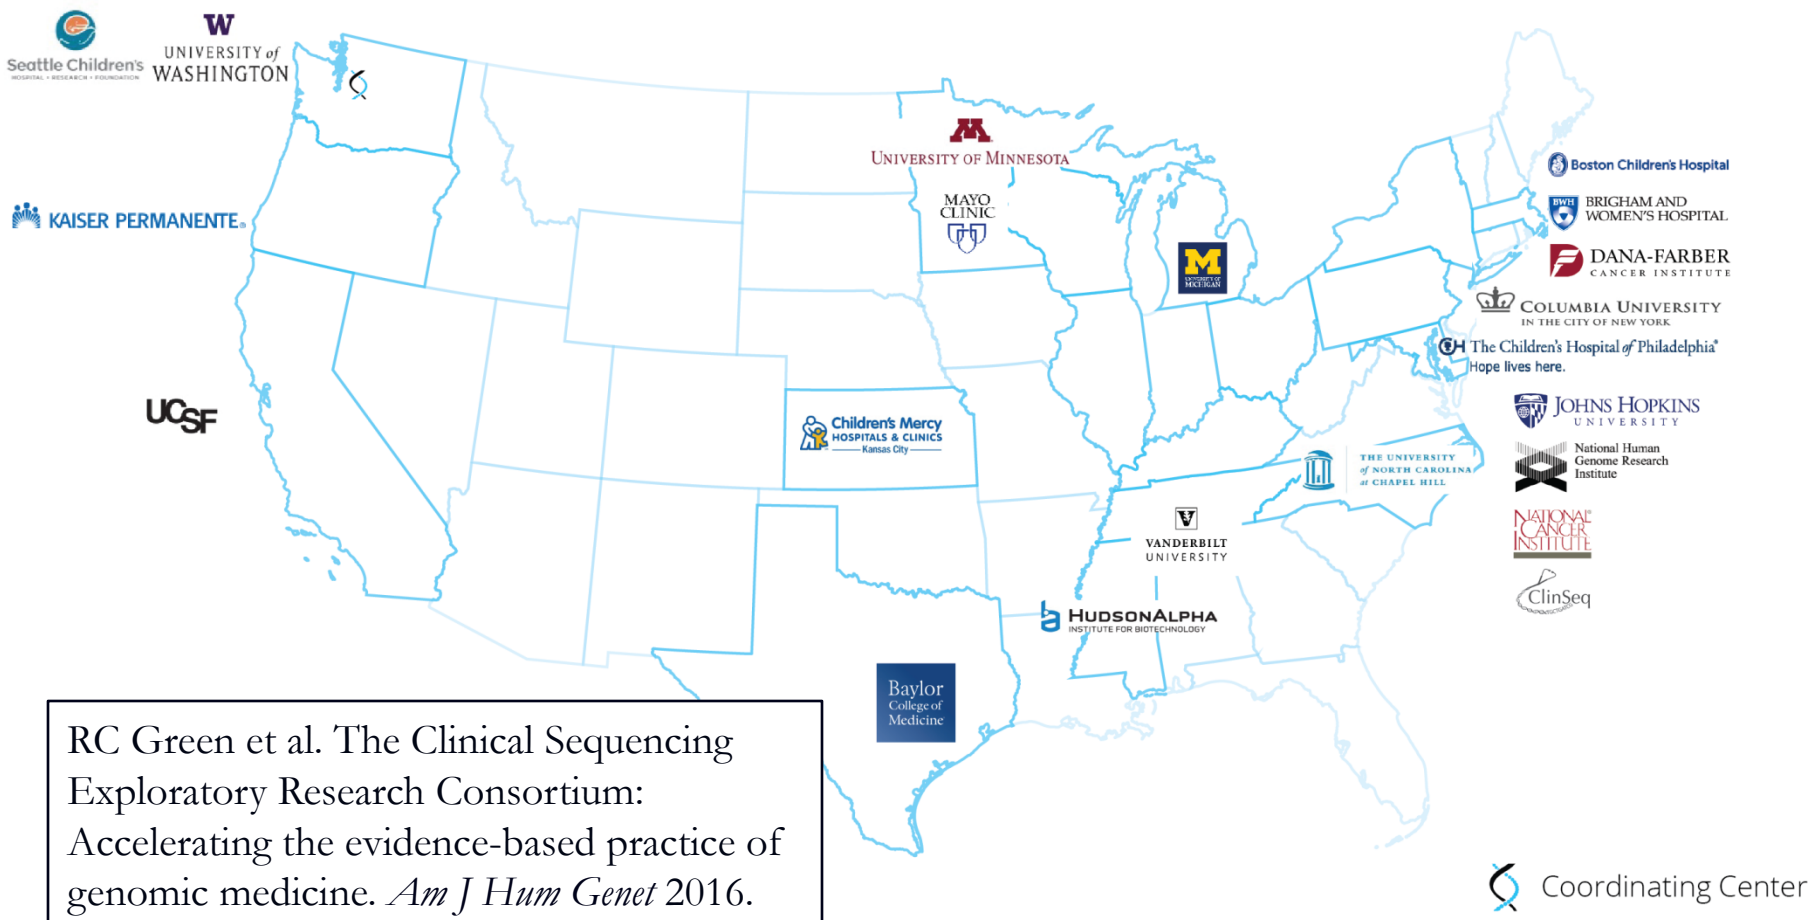 Seattle Children's
HOSPITAL • RESEARCH • FOUNDATION
W
UNIVERSITY of
WASHINGTON
M
UNIVERSITY OF MINNESOTA
Boston Children's Hospital
MAYO
CLINIC
BWH
BRIGHAM AND
WOMEN'S HOSPITAL
KAISER PERMANENTE®
M
UNIVERSITY OF
MICHIGAN
DANA-FARBER
CANCER INSTITUTE
COLUMBIA UNIVERSITY
IN THE CITY OF NEW YORK
CH The Children's Hospital of Philadelphia®
Hope lives here.
UCSF
Children's Mercy
HOSPITALS & CLINICS
Kansas City
JOHNS HOPKINS
UNIVERSITY
National Human
Genome Research
Institute
THE UNIVERSITY
of NORTH CAROLINA
at CHAPEL HILL
V
VANDERBILT
UNIVERSITY
NATIONAL
CANCER
INSTITUTE
ClinSeq
HUDSONALPHA
INSTITUTE FOR BIOTECHNOLOGY
Baylor
College of
Medicine
RC Green et al. The Clinical Sequencing
Exploratory Research Consortium:
Accelerating the evidence-based practice of
genomic medicine. Am J Hum Genet 2016.
Coordinating Center